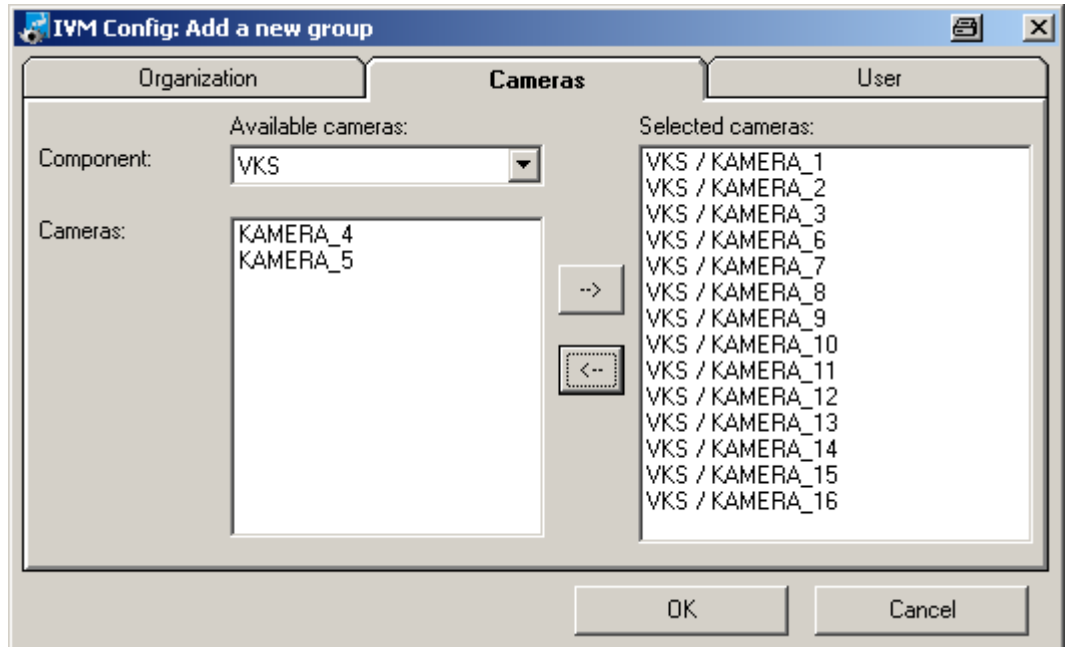 IVM Config: Add a new group
Organization
Cameras
User
Available cameras:
Selected cameras:
Component:
VKS
Cameras:
KAMERA_4
KAMERA_5
-->
<--
VKS / KAMERA_1
VKS / KAMERA_2
VKS / KAMERA_3
VKS / KAMERA_6
VKS / KAMERA_7
VKS / KAMERA_8
VKS / KAMERA_9
VKS / KAMERA_10
VKS / KAMERA_11
VKS / KAMERA_12
VKS / KAMERA_13
VKS / KAMERA_14
VKS / KAMERA_15
VKS / KAMERA_16
OK
Cancel